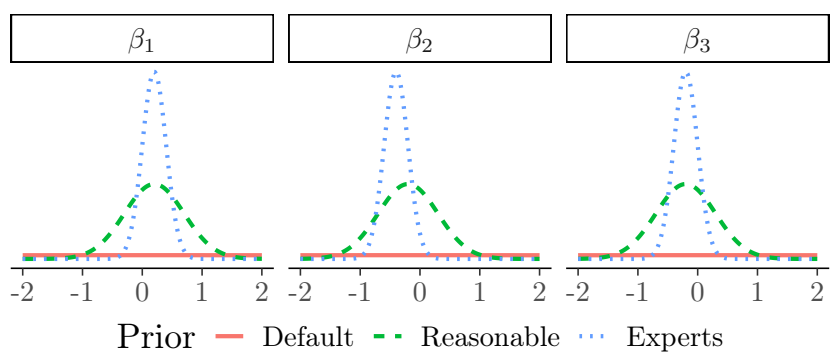 β₁ β₂ β₃
-2 -1 0 1 2 -2 -1 0 1 2 -2 -1 0 1 2
Prior Default Reasonable Experts